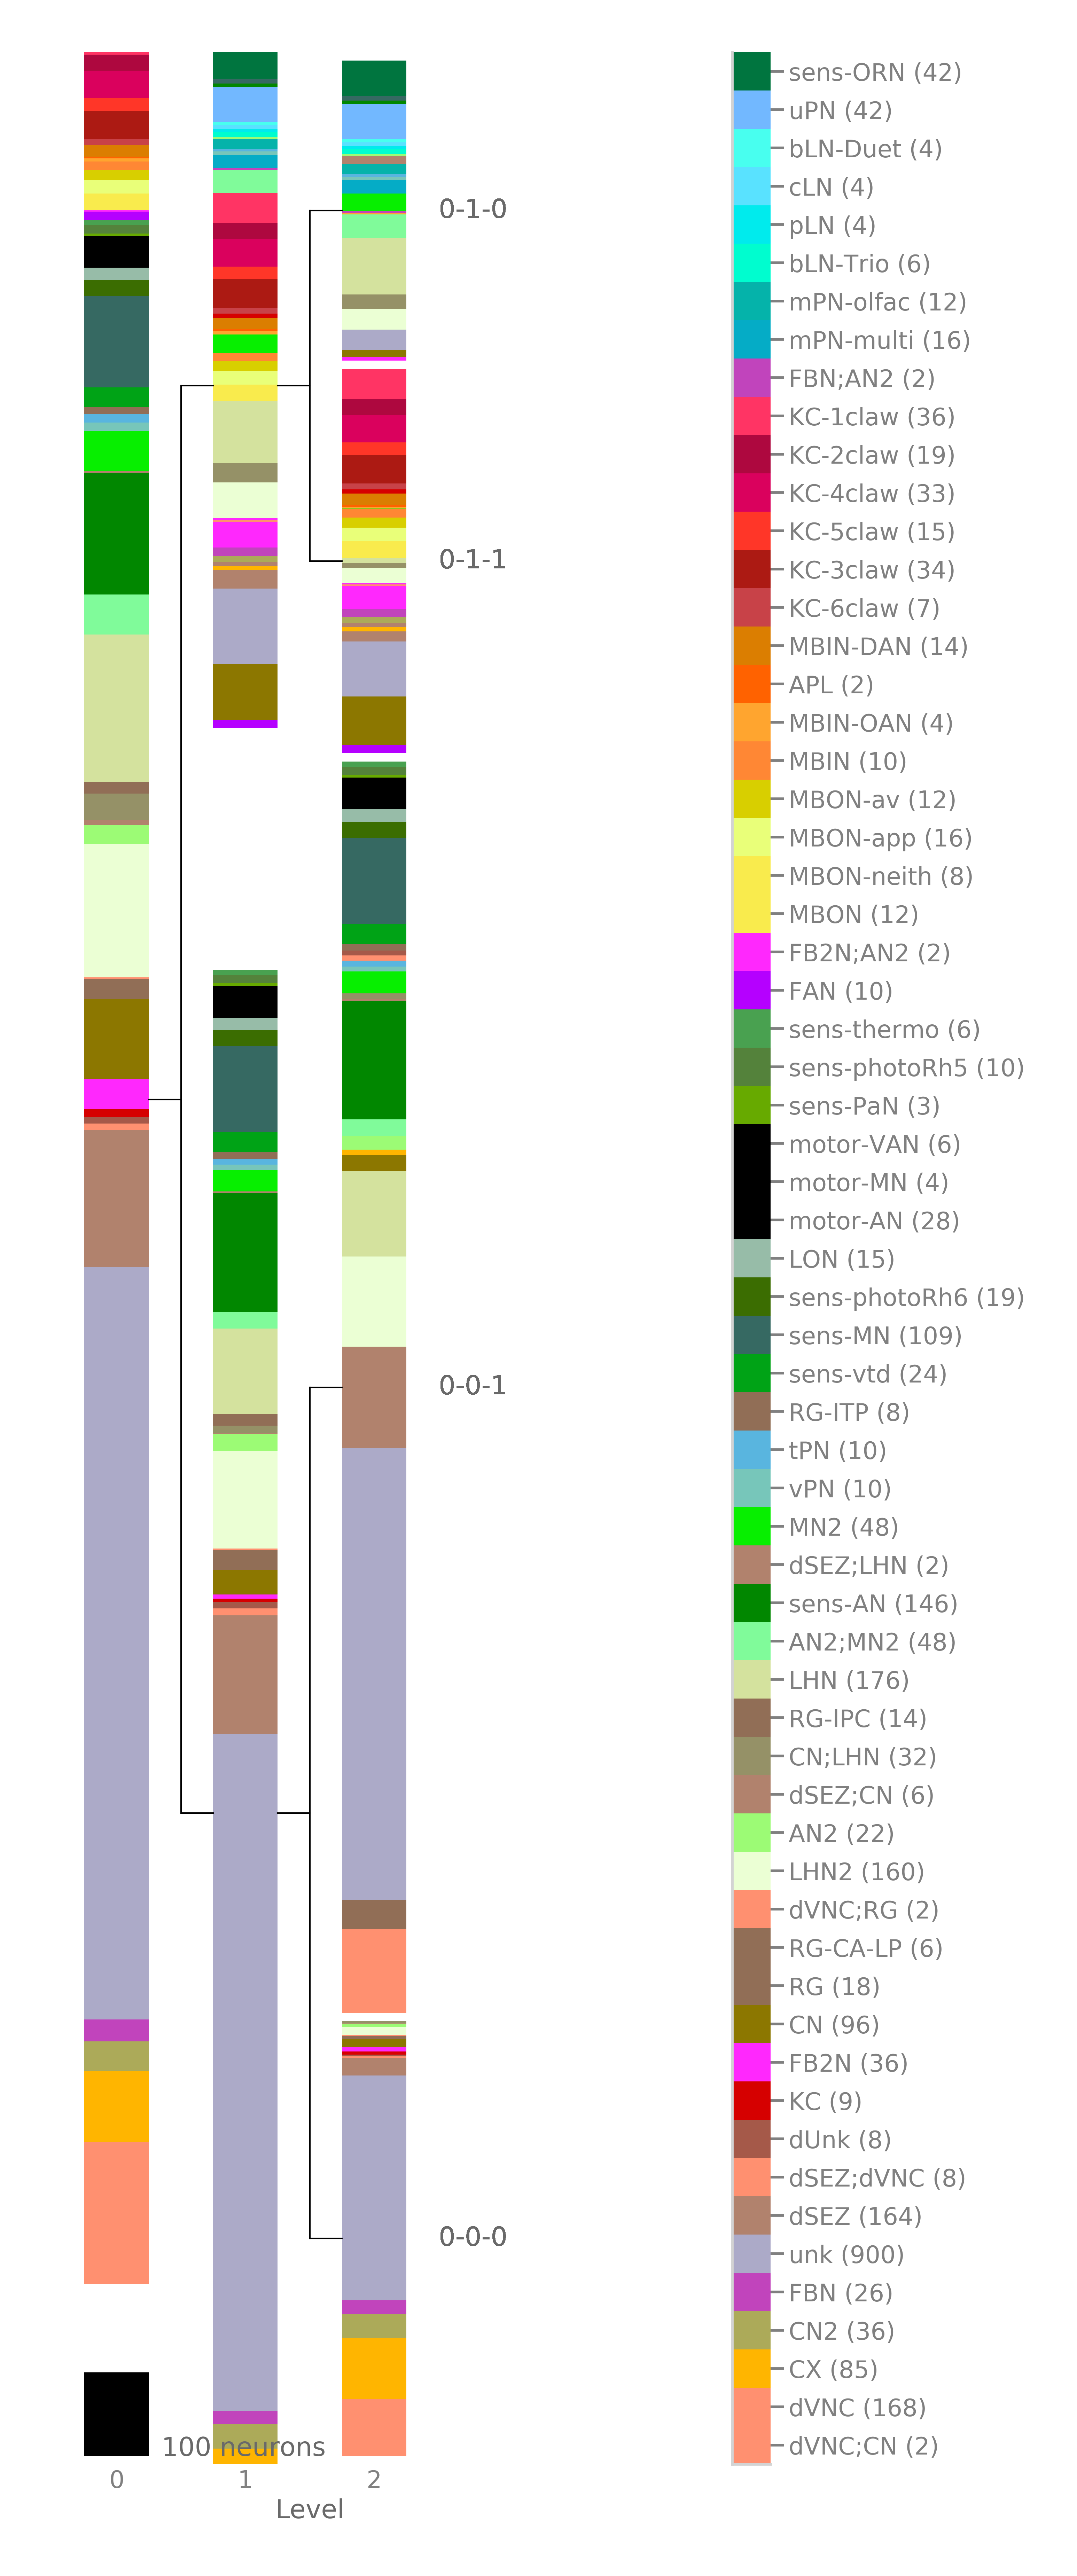 0-1-0
0-1-1
0-0-1
0-0-0
sens-ORN (42)
uPN (42)
bLN-Duet (4)
cLN (4)
pLN (4)
bLN-Trio (6)
mPN-olfac (12)
mPN-multi (16)
FBN;AN2 (2)
KC-1claw (36)
KC-2claw (19)
KC-4claw (33)
KC-5claw (15)
KC-3claw (34)
KC-6claw (7)
MBIN-DAN (14)
APL (2)
MBIN-OAN (4)
MBIN (10)
MBON-av (12)
MBON-app (16)
MBON-neith (8)
MBON (12)
FB2N;AN2 (2)
FAN (10)
sens-thermo (6)
sens-photoRh5 (10)
sens-PaN (3)
motor-VAN (6)
motor-MN (4)
motor-AN (28)
LON (15)
sens-photoRh6 (19)
sens-MN (109)
sens-vtd (24)
RG-ITP (8)
tPN (10)
vPN (10)
MN2 (48)
dSEZ;LHN (2)
sens-AN (146)
AN2;MN2 (48)
LHN (176)
RG-IPC (14)
CN;LHN (32)
dSEZ;CN (6)
AN2 (22)
LHN2 (160)
dVNC;RG (2)
RG-CA-LP (6)
RG (18)
CN (96)
FB2N (36)
KC (9)
dUnk (8)
dSEZ;dVNC (8)
dSEZ (164)
unk (900)
FBN (26)
CN2 (36)
CX (85)
dVNC (168)
dVNC;CN (2)
100 neurons
0 1 2
Level